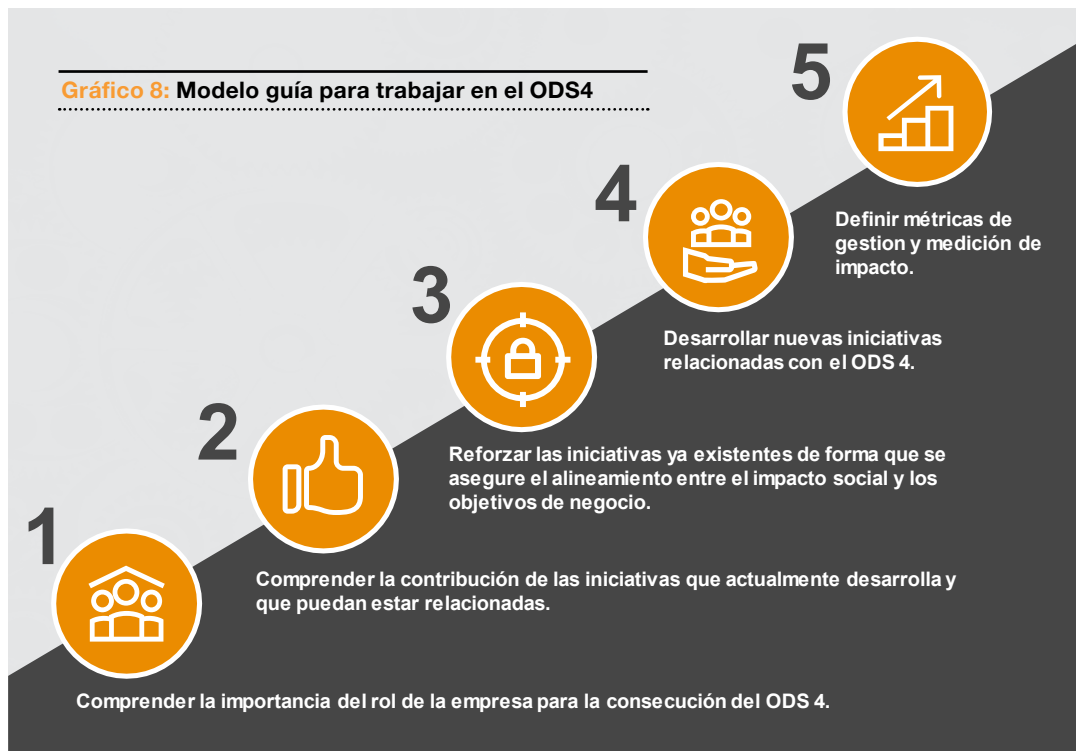 Gráfico 8: Modelo guía para trabajar en el ODS4
5
Definir métricas de
gestion y medición de
impacto.
4
Desarrollar nuevas iniciativas
relacionadas con el ODS 4.
3
Reforzar las iniciativas ya existentes de forma que se
asegure el alineamiento entre el impacto social y los
objetivos de negocio.
2
Comprender la contribución de las iniciativas que actualmente desarrolla y
que puedan estar relacionadas.
1
Comprender la importancia del rol de la empresa para la consecución del ODS 4.